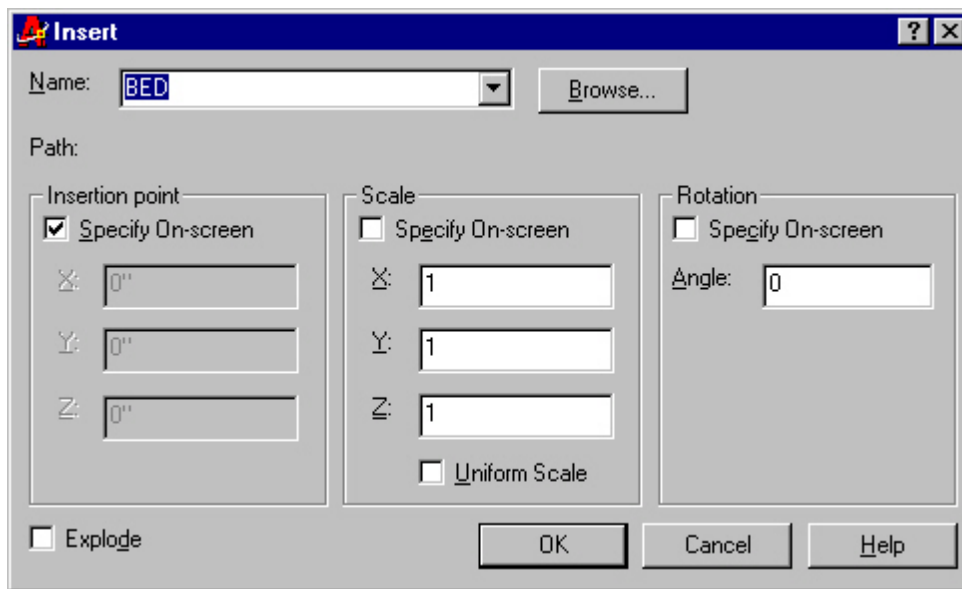 Insert
Name: BED Browse...
Path:
Insertion point Scale Rotation
Specify On-screen Specify On-screen Specify On-screen
X: 0" X: 1 Angle: 0
Y: 0" Y: 1
Z: 0" Z: 1
Uniform Scale
Explode OK Cancel Help